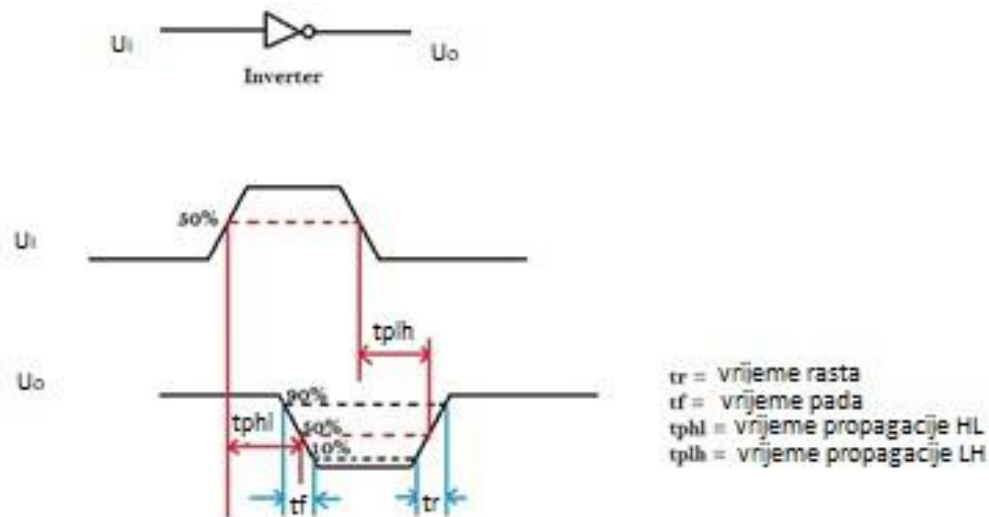 Ui
Uo
Inverter
50%
Ui
tplh
Uo
90%
tphl
50%
10%
tf
tr
tr = vrijeme rasta
tf = vrijeme pada
tphl = vrijeme propagacije HL
tplh = vrijeme propagacije LH